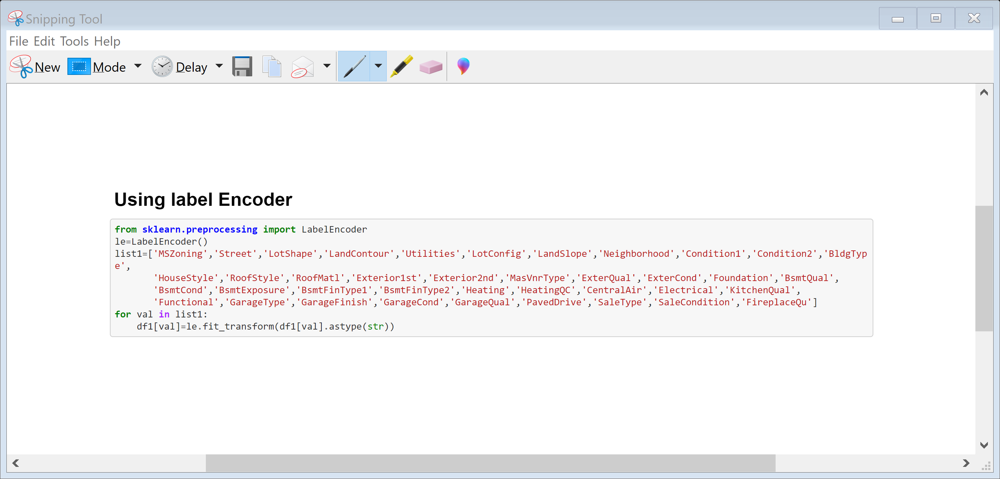 Snipping Tool
File Edit Tools Help
New Mode Delay
Using label Encoder
from sklearn.preprocessing import LabelEncoder
le=LabelEncoder()
list1=['MSZoning','Street','LotShape','LandContour','Utilities','LotConfig','LandSlope','Neighborhood','Condition1','Condition2','BldgTyp
e',
'HouseStyle','RoofStyle','RoofMatl','Exterior1st','Exterior2nd','MasVnrType','ExterQual','ExterCond','Foundation','BsmtQual',
'BsmtCond','BsmtExposure','BsmtFinType1','BsmtFinType2','Heating','HeatingQC','CentralAir','Electrical','KitchenQual',
'Functional','GarageType','GarageFinish','GarageCond','GarageQual','PavedDrive','SaleType','SaleCondition','FireplaceQu']
for val in list1:
    df1[val]=le.fit_transform(df1[val].astype(str))